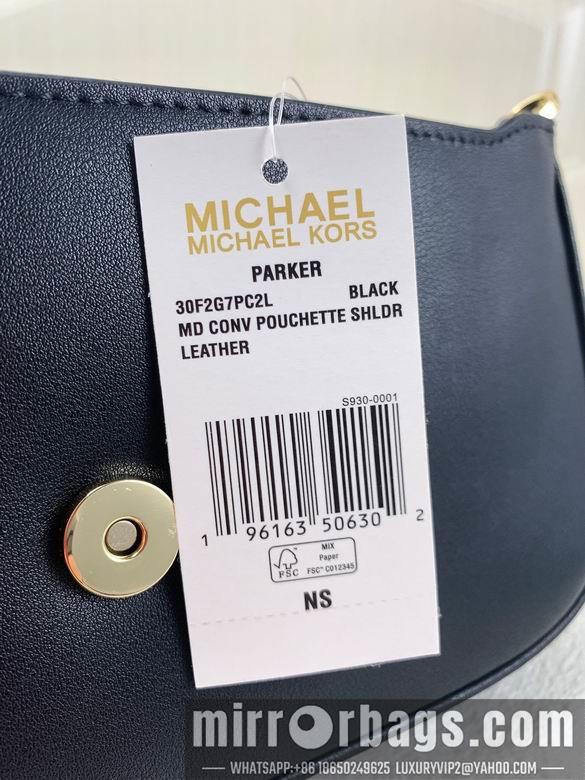 MICHAEL
MICHAEL KORS
PARKER
30F2G7PC2L BLACK
MD CONV POUCHETTE SHLDR
LEATHER
S930-0001
1 96163 50630 2
FSC
MIX
Paper
FSC™ C012345
NS
mirrorbags.com
WHATSAPP:+86 18650249625 LUXURYVIP2@YAHOO.COM